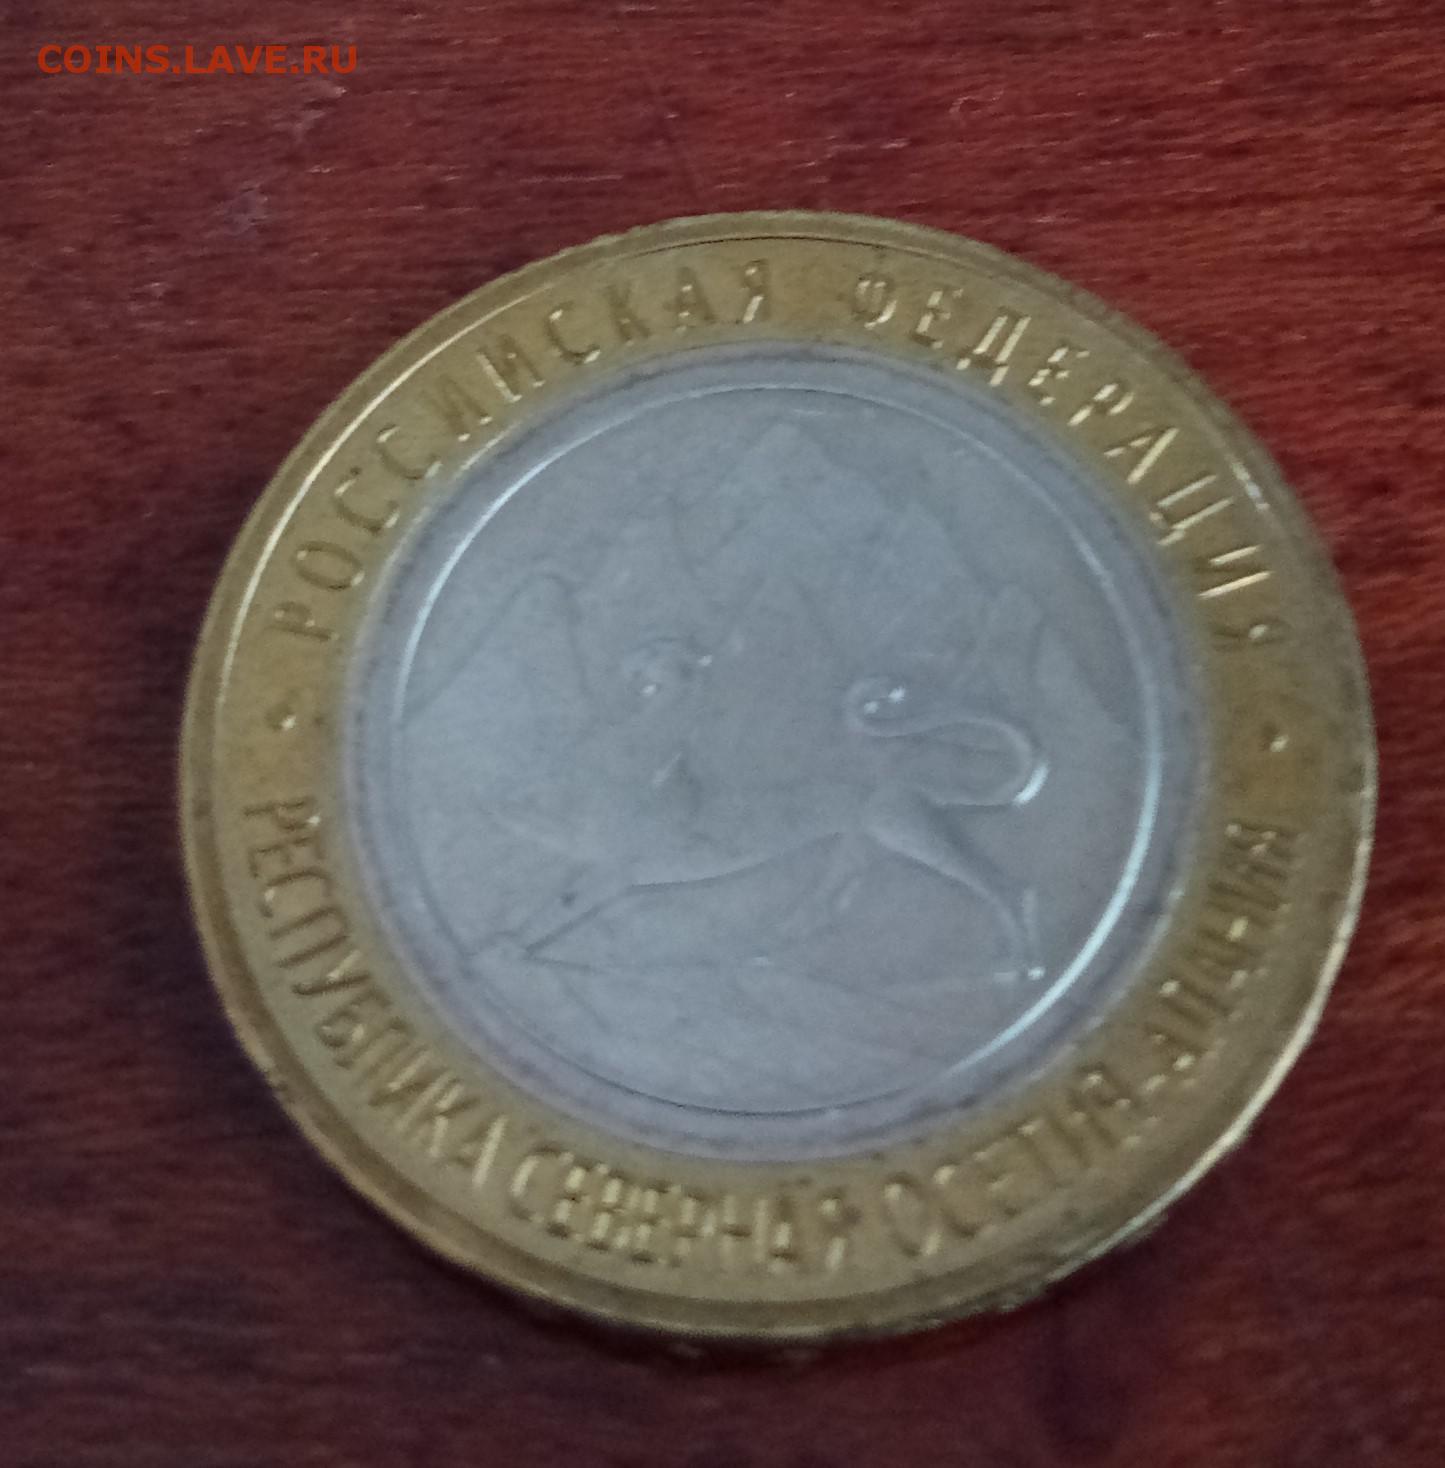 COINS.LAVE.RU
• РОССИЙСКАЯ ФЕДЕРАЦИЯ •
РЕСПУБЛИКА СЕВЕРНАЯ ОСЕТИЯ-АЛАНИЯ